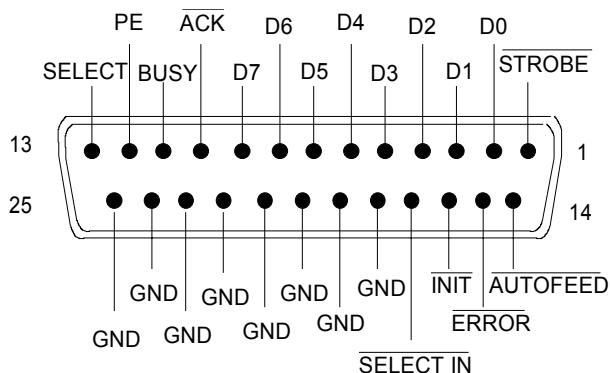 PE ACK D6 D4 D2 D0
SELECT BUSY D7 D5 D3 D1 STROBE
13 1
25 14
GND GND GND GND INIT AUTOFEED
GND GND GND GND ERROR
SELECT IN